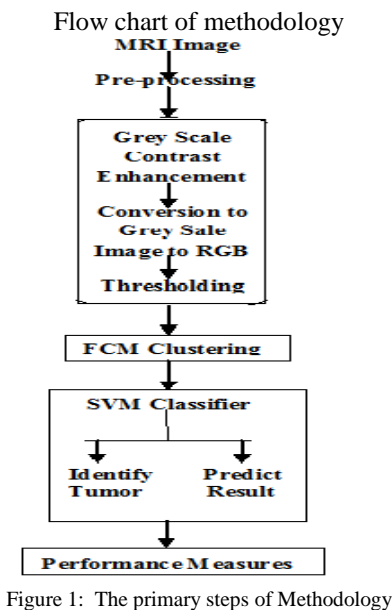 Flow chart of methodology
MRI Image
Pre-processing
Grey Scale
Contrast
Enhancement
Conversion to
Grey Sale
Image to RGB
Thresholding
FCM Clustering
SVM Classifier
Identify
Tumor
Predict
Result
Performance Measures
Figure 1: The primary steps of Methodology